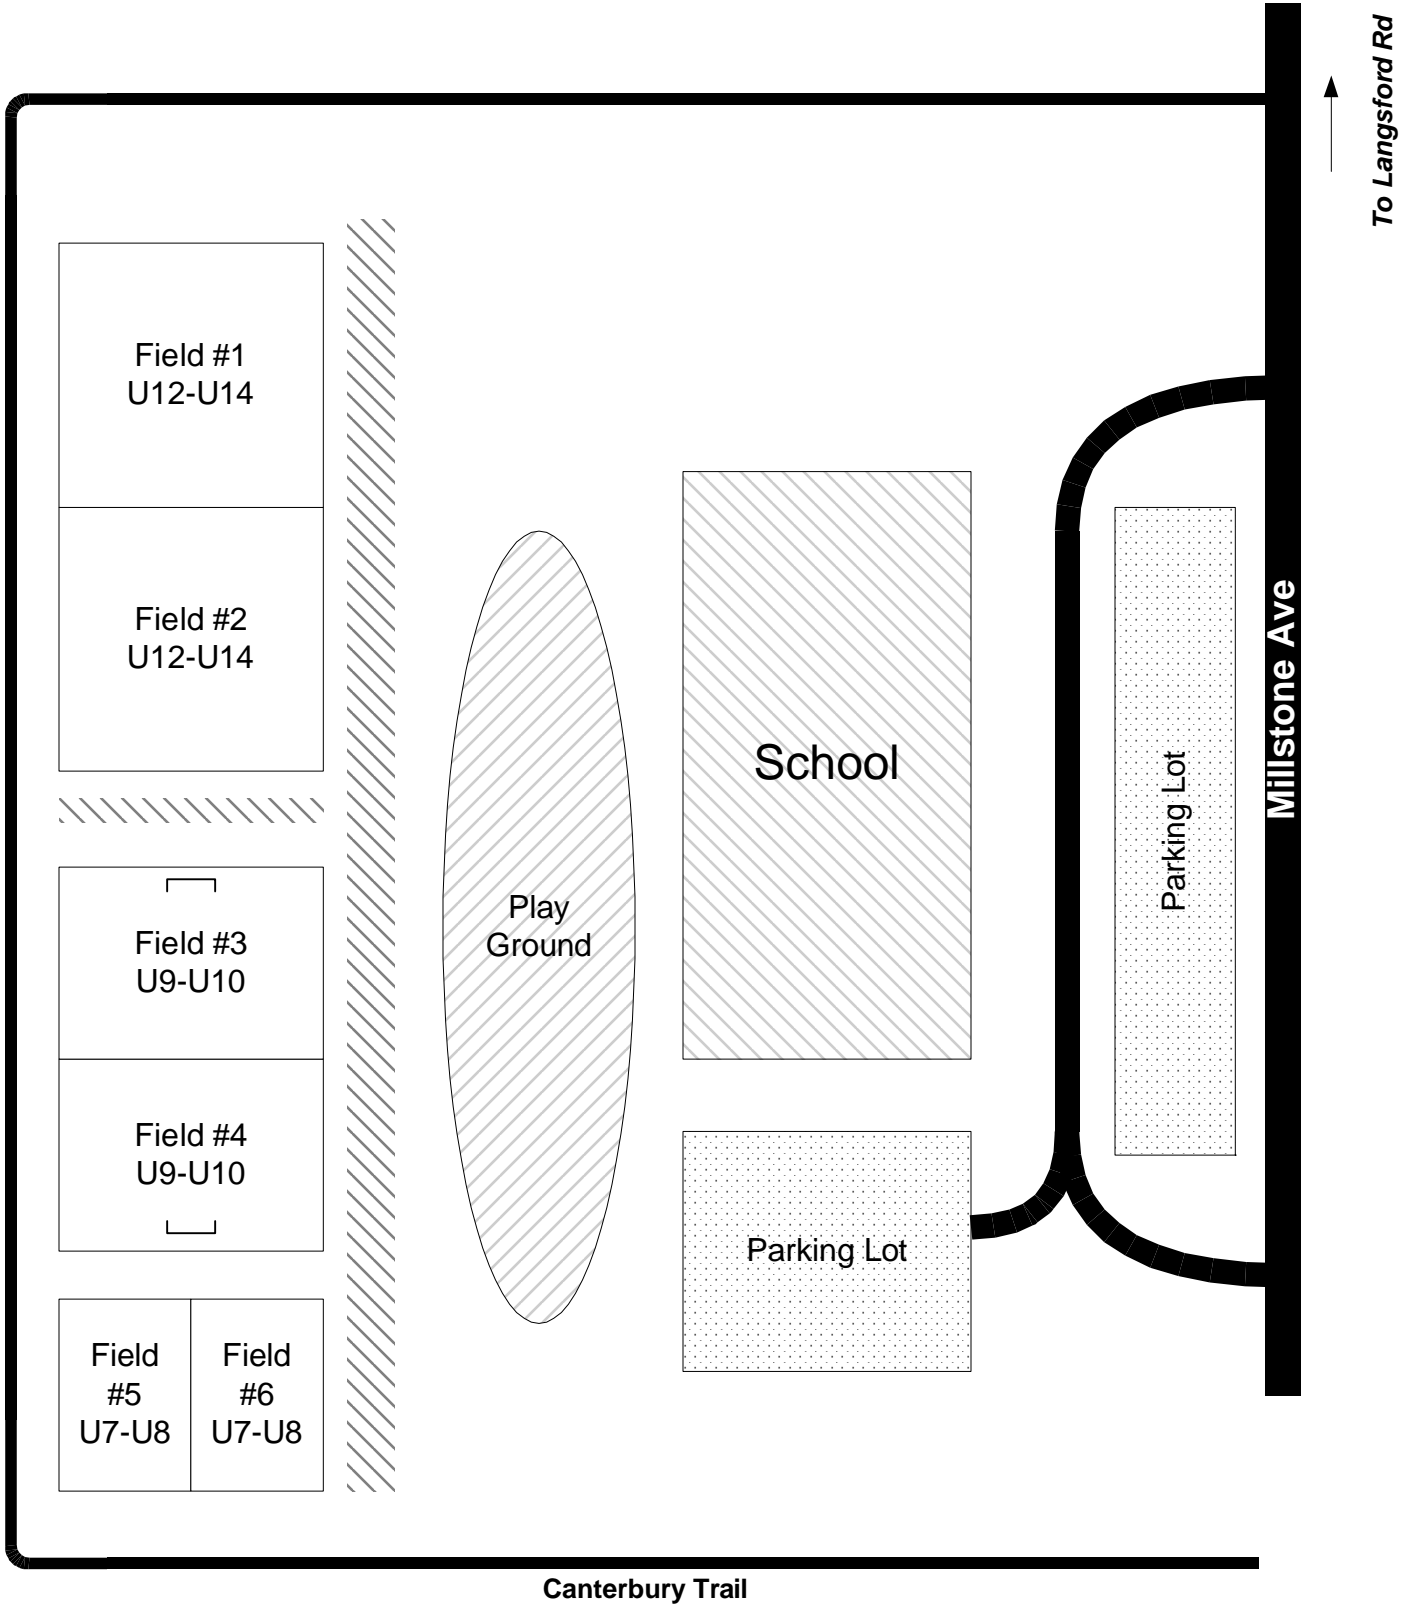 To Langsford Rd
Field #1
U12-U14
Field #2
U12-U14
Millstone Ave
School
Parking Lot
Play
Ground
Field #3
U9-U10
Field #4
U9-U10
Parking Lot
Field
#5
U7-U8
Field
#6
U7-U8
Canterbury Trail